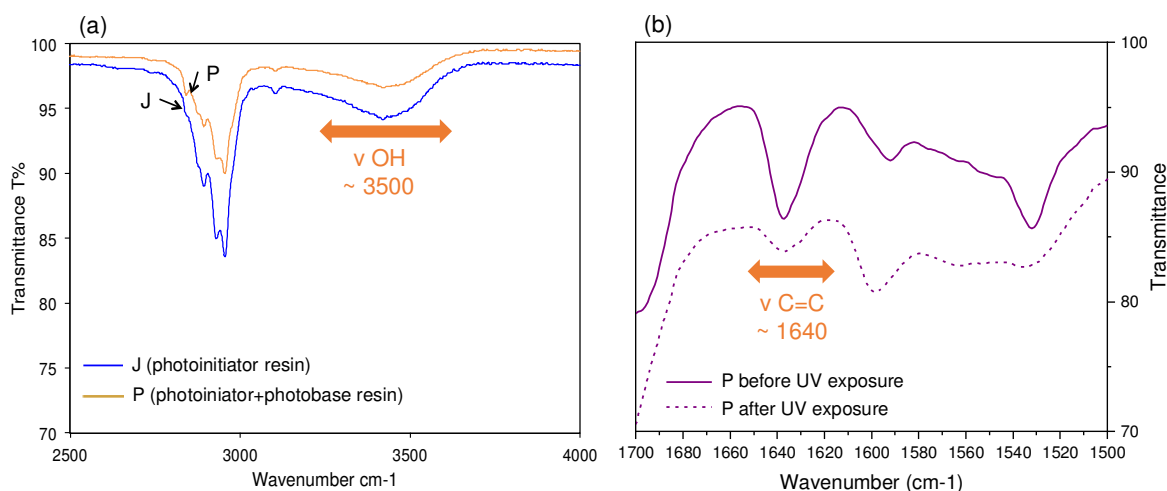 (a)
100
95
90
85
80
75
70
Transmittance T%
P
J
ν OH
~ 3500
J (photoinitiator resin)
P (photoiniator+photobase resin)
2500
3000
3500
4000
Wavenumber cm-1
(b)
100
90
80
70
Transmittance
ν C=C
~ 1640
P before UV exposure
P after UV exposure
1700
1680
1660
1640
1620
1600
1580
1560
1540
1520
1500
Wavenumber (cm-1)